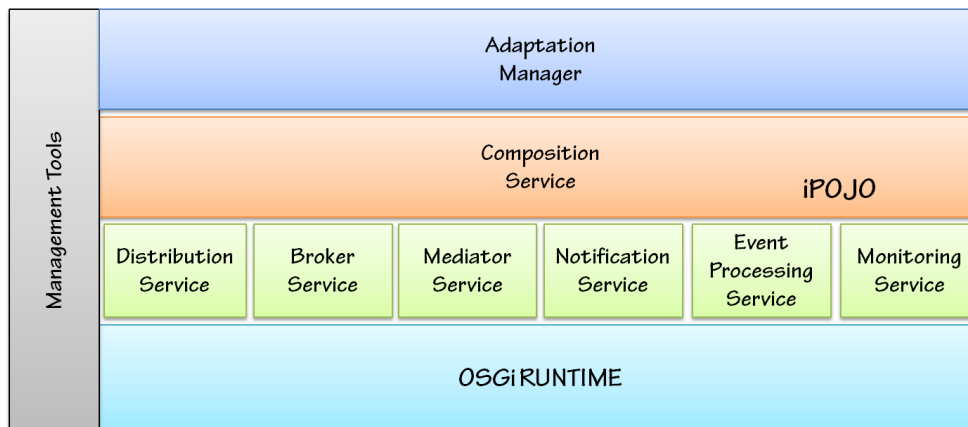 Management Tools
Adaptation
Manager
Composition
Service
iPOJO
Distribution
Service
Broker
Service
Mediator
Service
Notification
Service
Event
Processing
Service
Monitoring
Service
OSGi RUNTIME